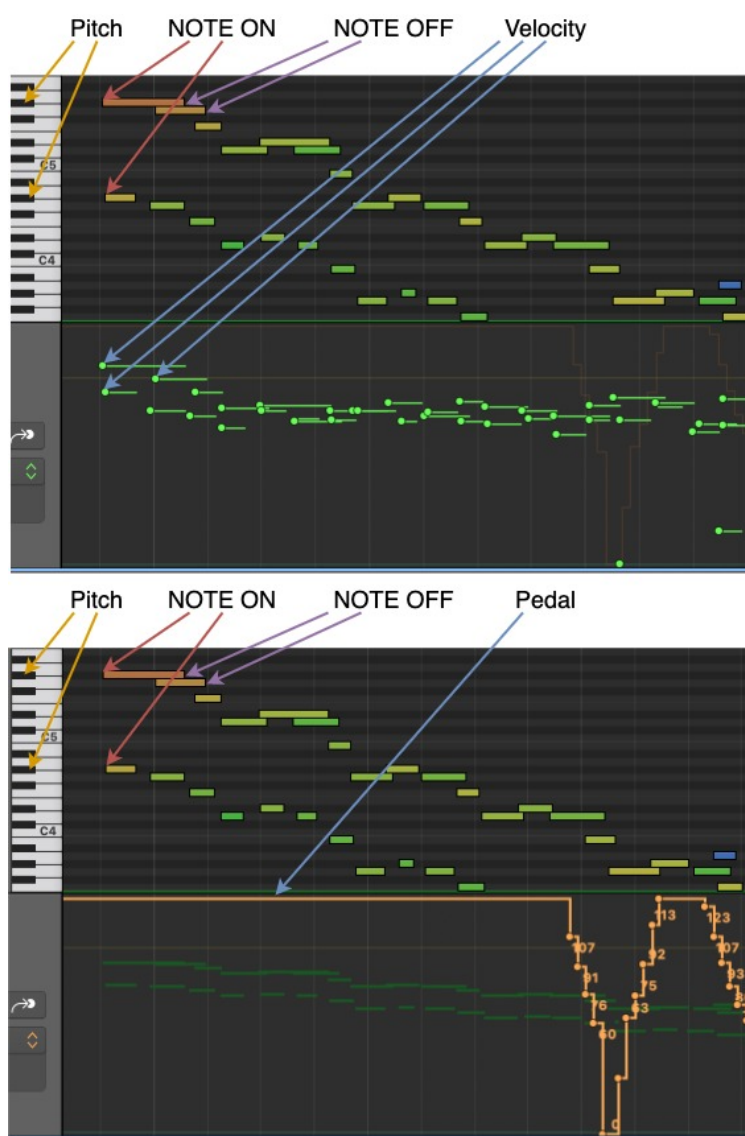 Pitch NOTE ON NOTE OFF Velocity
C5
C4
Pitch NOTE ON NOTE OFF Pedal
C5
C4
113 123
107 107
91 92 93
76 75
63
60
0